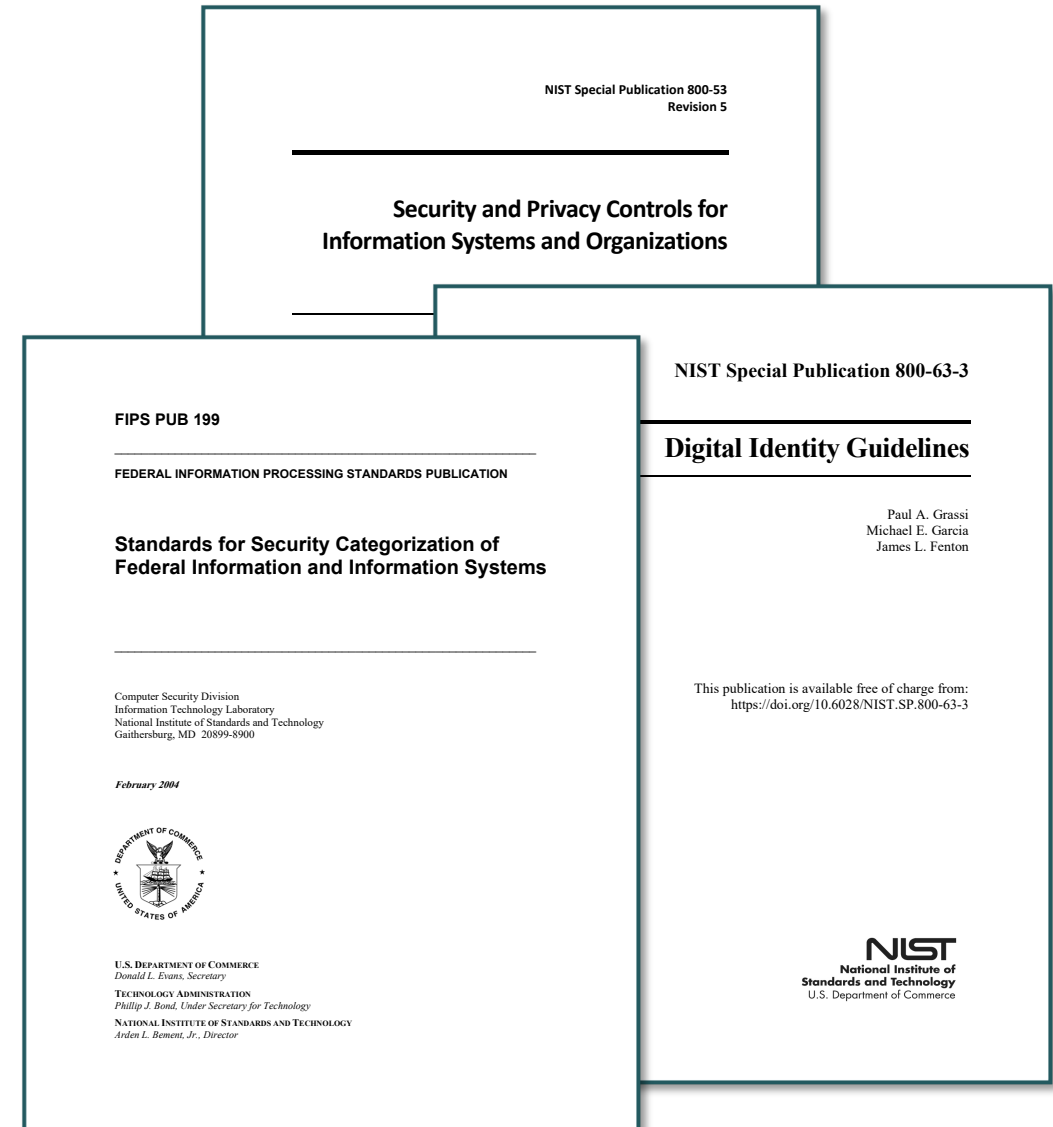 NIST Special Publication 800-53
Revision 5
Security and Privacy Controls for
Information Systems and Organizations
NIST Special Publication 800-63-3
Digital Identity Guidelines
Paul A. Grassi
Michael E. Garcia
James L. Fenton
This publication is available free of charge from:
https://doi.org/10.6028/NIST.SP.800-63-3
NIST
National Institute of
Standards and Technology
U.S. Department of Commerce
FIPS PUB 199
FEDERAL INFORMATION PROCESSING STANDARDS PUBLICATION
Standards for Security Categorization of
Federal Information and Information Systems
Computer Security Division
Information Technology Laboratory
National Institute of Standards and Technology
Gaithersburg, MD 20899-8900
February 2004
DEPARTMENT OF COMMERCE
UNITED STATES OF AMERICA
U.S. DEPARTMENT OF COMMERCE
Donald L. Evans, Secretary
TECHNOLOGY ADMINISTRATION
Phillip J. Bond, Under Secretary for Technology
NATIONAL INSTITUTE OF STANDARDS AND TECHNOLOGY
Arden L. Bement, Jr., Director